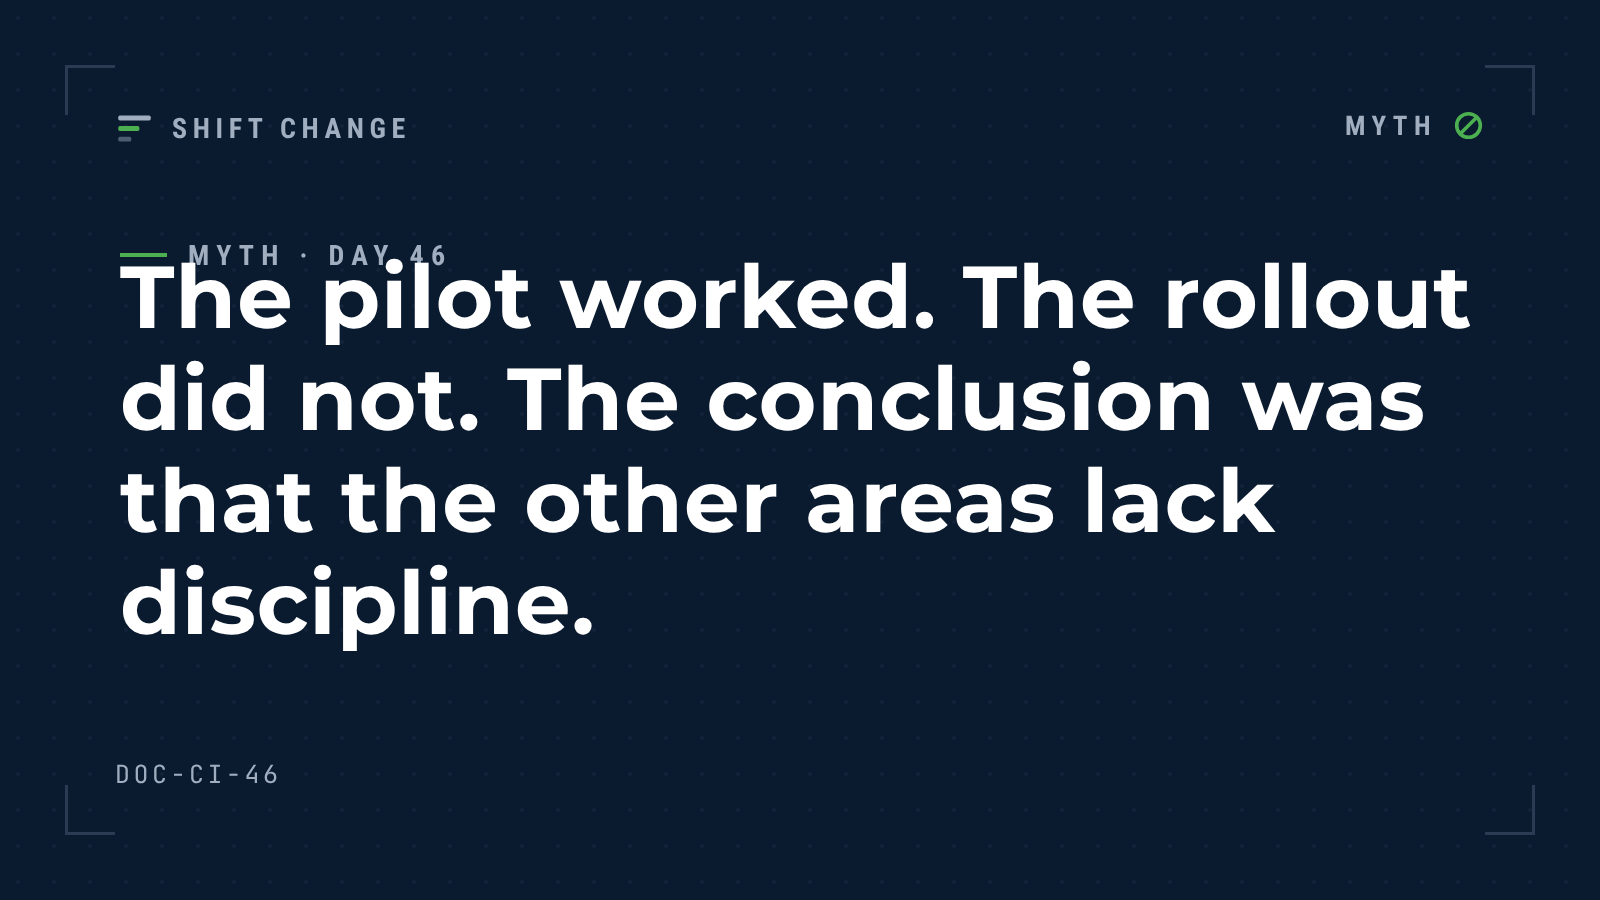 SHIFT CHANGE
MYTH
MYTH · DAY 46
The pilot worked. The rollout
did not. The conclusion was
that the other areas lack
discipline.
DOC-CI-46